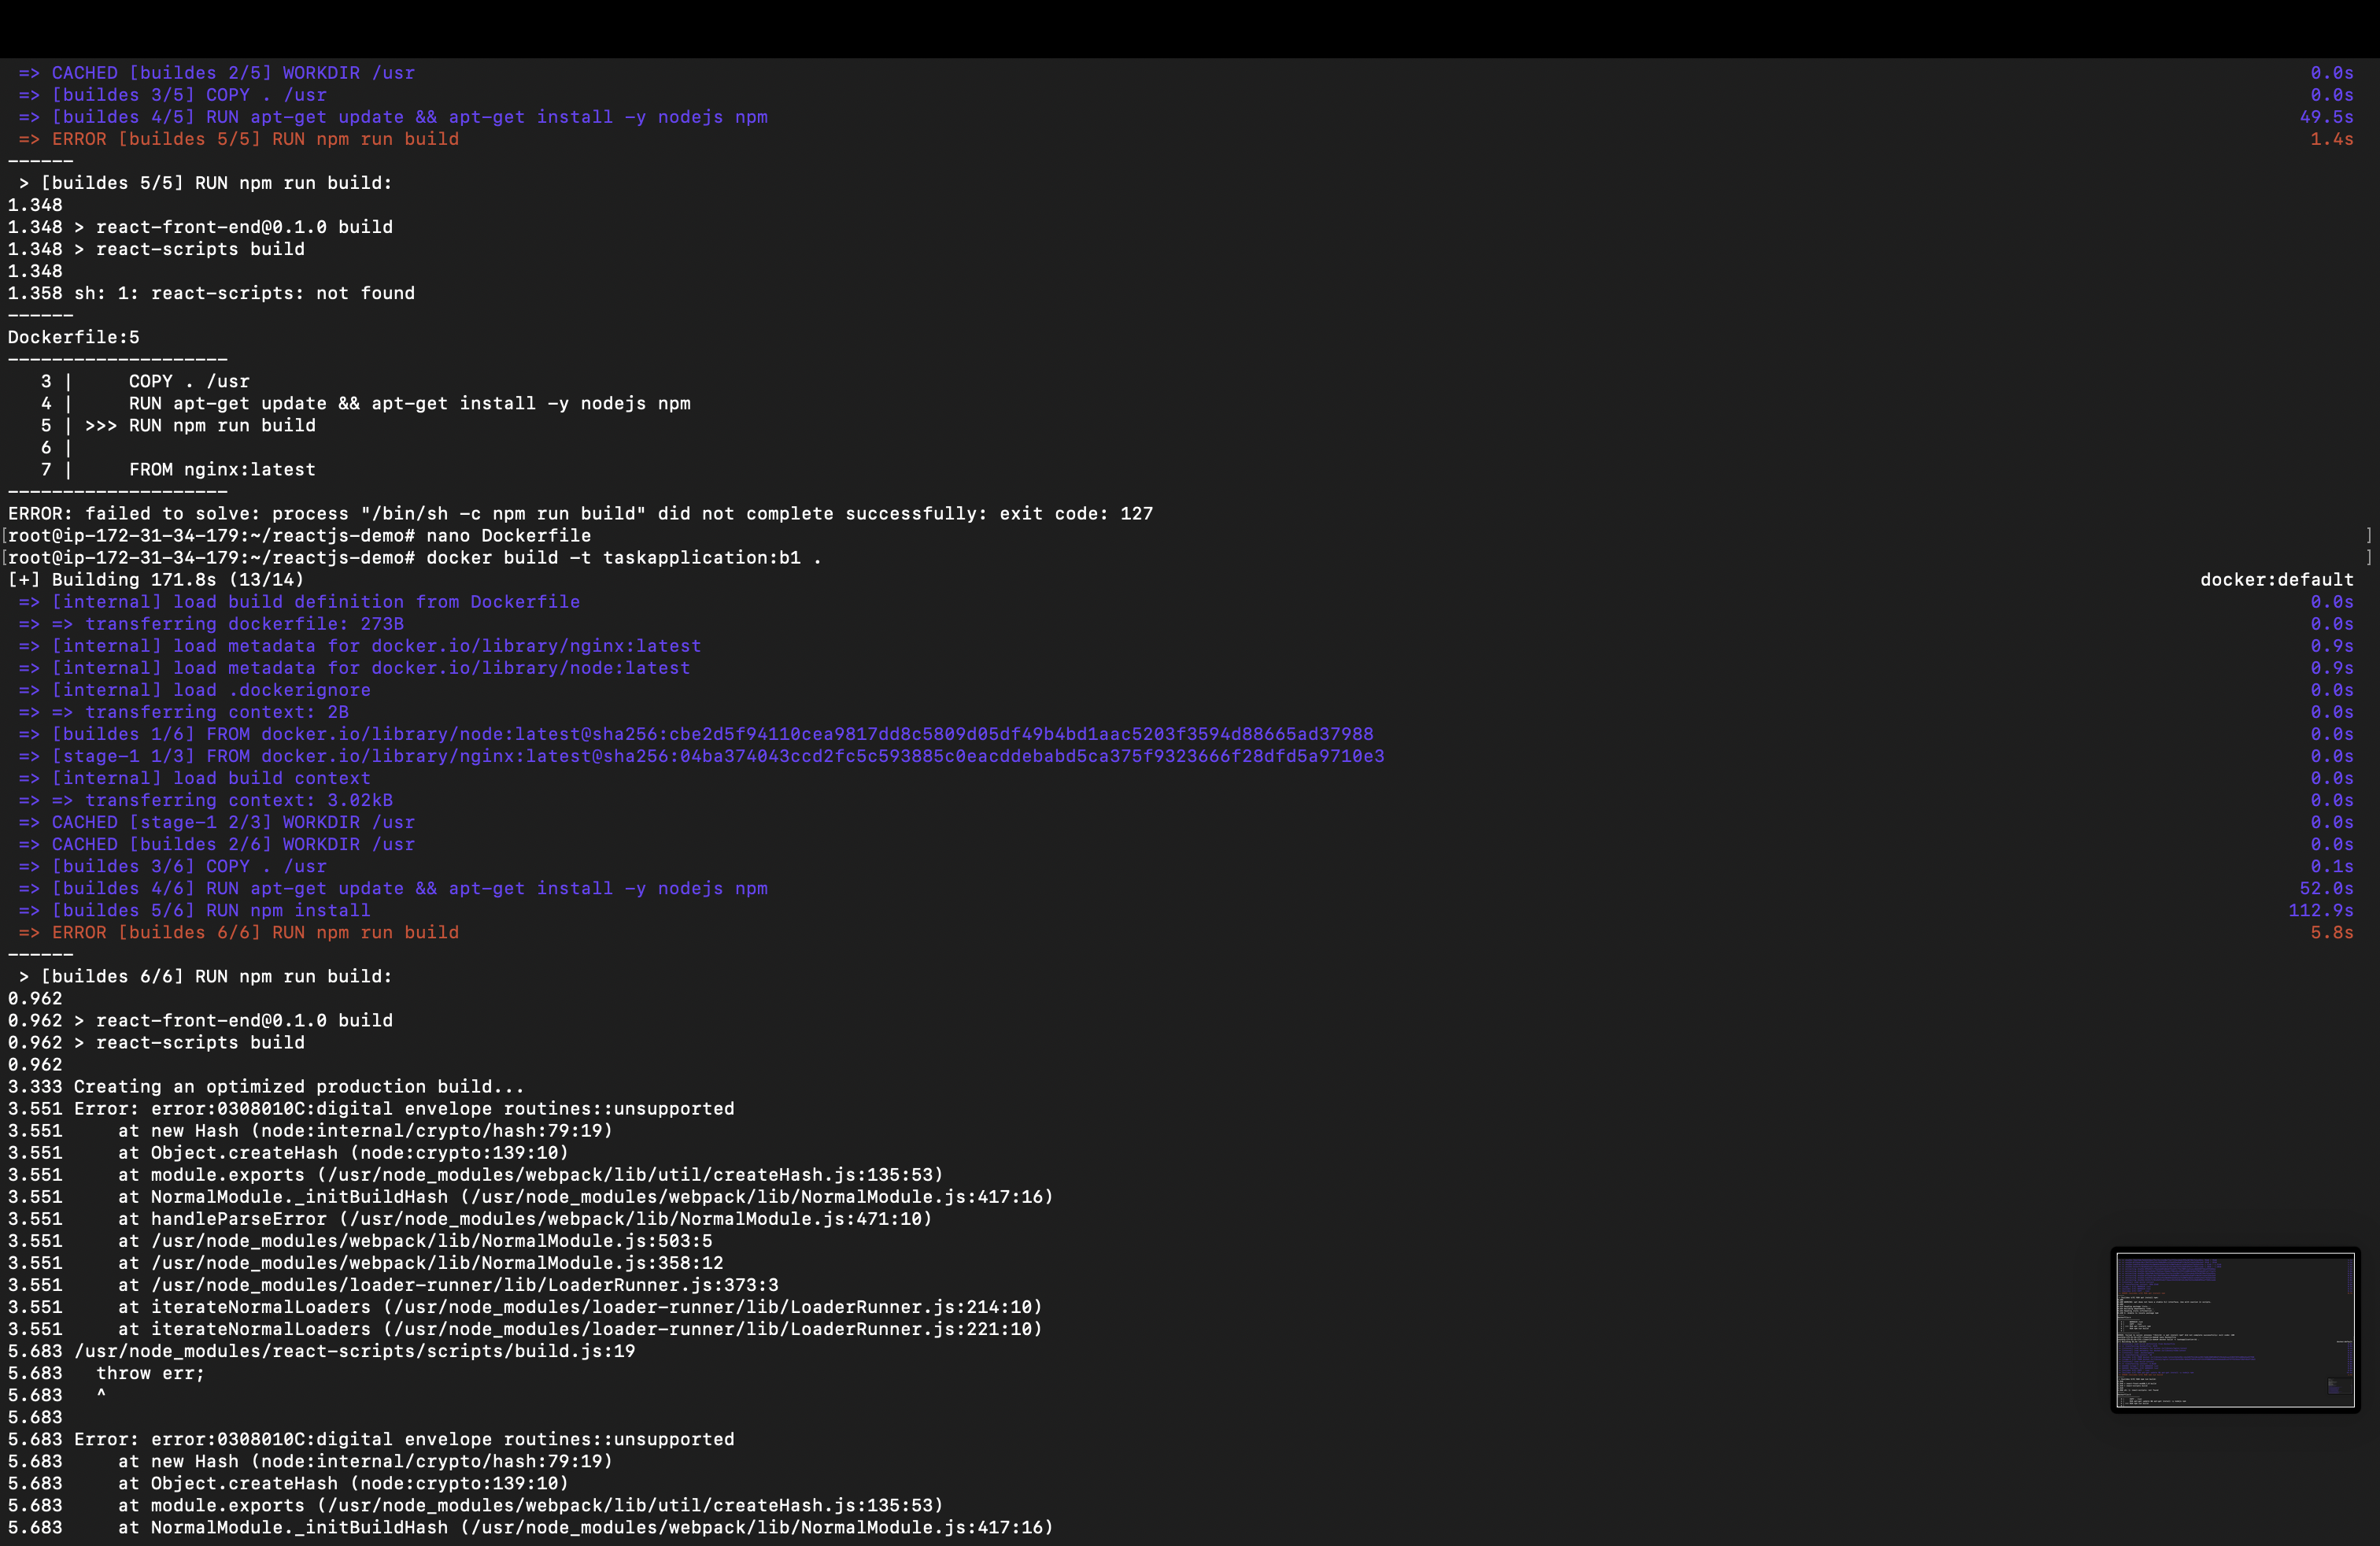 => CACHED [buildes 2/5] WORKDIR /usr 0.0s
=> [buildes 3/5] COPY . /usr 0.0s
=> [buildes 4/5] RUN apt-get update && apt-get install -y nodejs npm 49.5s
=> ERROR [buildes 5/5] RUN npm run build 1.4s
------
> [buildes 5/5] RUN npm run build:
1.348
1.348 > react-front-end@0.1.0 build
1.348 > react-scripts build
1.348
1.358 sh: 1: react-scripts: not found
------
Dockerfile:5
--------------------
3 | COPY . /usr
4 | RUN apt-get update && apt-get install -y nodejs npm
5 | >>> RUN npm run build
6 |
7 | FROM nginx:latest
--------------------
ERROR: failed to solve: process "/bin/sh -c npm run build" did not complete successfully: exit code: 127
[root@ip-172-31-34-179:~/reactjs-demo# nano Dockerfile ]
[root@ip-172-31-34-179:~/reactjs-demo# docker build -t taskapplication:b1 . ]
[+] Building 171.8s (13/14) docker:default
=> [internal] load build definition from Dockerfile 0.0s
=> => transferring dockerfile: 273B 0.0s
=> [internal] load metadata for docker.io/library/nginx:latest 0.9s
=> [internal] load metadata for docker.io/library/node:latest 0.9s
=> [internal] load .dockerignore 0.0s
=> => transferring context: 2B 0.0s
=> [buildes 1/6] FROM docker.io/library/node:latest@sha256:cbe2d5f94110cea9817dd8c5809d05df49b4bd1aac5203f3594d88665ad37988 0.0s
=> [stage-1 1/3] FROM docker.io/library/nginx:latest@sha256:04ba374043ccd2fc5c593885c0eacddebabd5ca375f9323666f28dfd5a9710e3 0.0s
=> [internal] load build context 0.0s
=> => transferring context: 3.02kB 0.0s
=> CACHED [stage-1 2/3] WORKDIR /usr 0.0s
=> CACHED [buildes 2/6] WORKDIR /usr 0.0s
=> [buildes 3/6] COPY . /usr 0.1s
=> [buildes 4/6] RUN apt-get update && apt-get install -y nodejs npm 52.0s
=> [buildes 5/6] RUN npm install 112.9s
=> ERROR [buildes 6/6] RUN npm run build 5.8s
------
> [buildes 6/6] RUN npm run build:
0.962
0.962 > react-front-end@0.1.0 build
0.962 > react-scripts build
0.962
3.333 Creating an optimized production build...
3.551 Error: error:0308010C:digital envelope routines::unsupported
3.551 at new Hash (node:internal/crypto/hash:79:19)
3.551 at Object.createHash (node:crypto:139:10)
3.551 at module.exports (/usr/node_modules/webpack/lib/util/createHash.js:135:53)
3.551 at NormalModule._initBuildHash (/usr/node_modules/webpack/lib/NormalModule.js:417:16)
3.551 at handleParseError (/usr/node_modules/webpack/lib/NormalModule.js:471:10)
3.551 at /usr/node_modules/webpack/lib/NormalModule.js:503:5
3.551 at /usr/node_modules/webpack/lib/NormalModule.js:358:12
3.551 at /usr/node_modules/loader-runner/lib/LoaderRunner.js:373:3
3.551 at iterateNormalLoaders (/usr/node_modules/loader-runner/lib/LoaderRunner.js:214:10)
3.551 at iterateNormalLoaders (/usr/node_modules/loader-runner/lib/LoaderRunner.js:221:10)
5.683 /usr/node_modules/react-scripts/scripts/build.js:19
5.683 throw err;
5.683 ^
5.683
5.683 Error: error:0308010C:digital envelope routines::unsupported
5.683 at new Hash (node:internal/crypto/hash:79:19)
5.683 at Object.createHash (node:crypto:139:10)
5.683 at module.exports (/usr/node_modules/webpack/lib/util/createHash.js:135:53)
5.683 at NormalModule._initBuildHash (/usr/node_modules/webpack/lib/NormalModule.js:417:16)